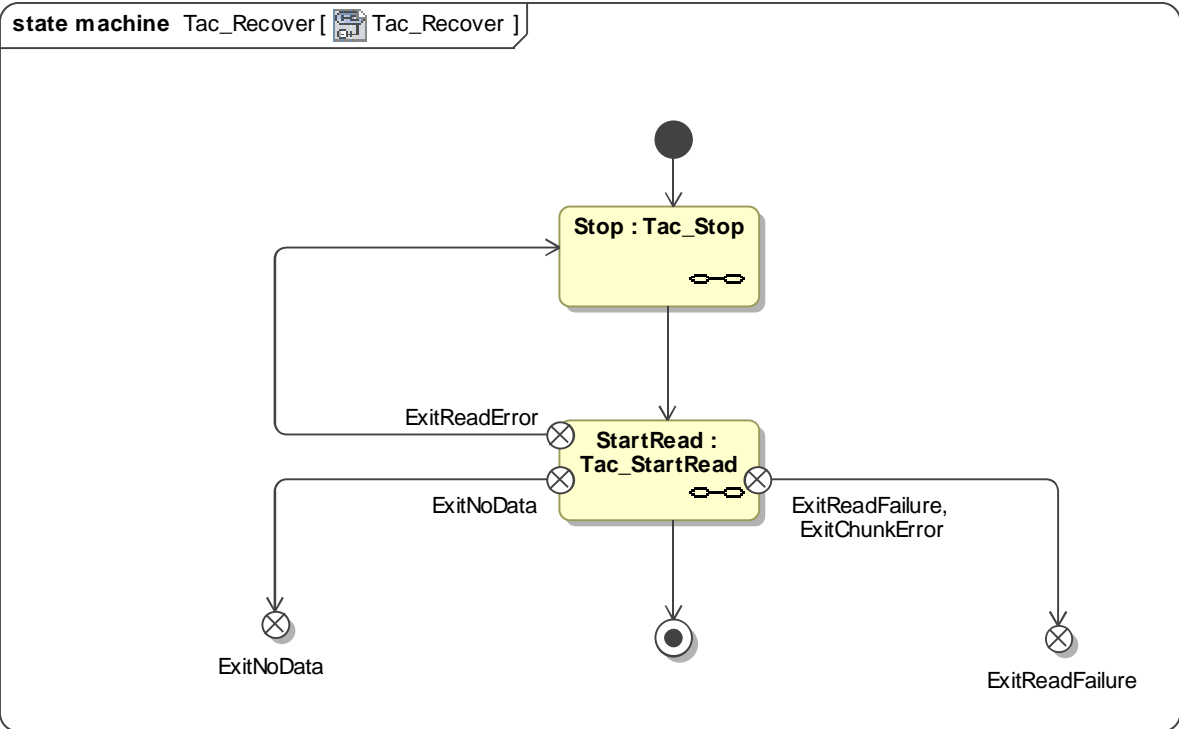 state machine Tac_Recover [ Tac_Recover ]
Stop : Tac_Stop
ExitReadError
StartRead :
Tac_StartRead
ExitNoData
ExitReadFailure,
ExitChunkError
ExitNoData
ExitReadFailure